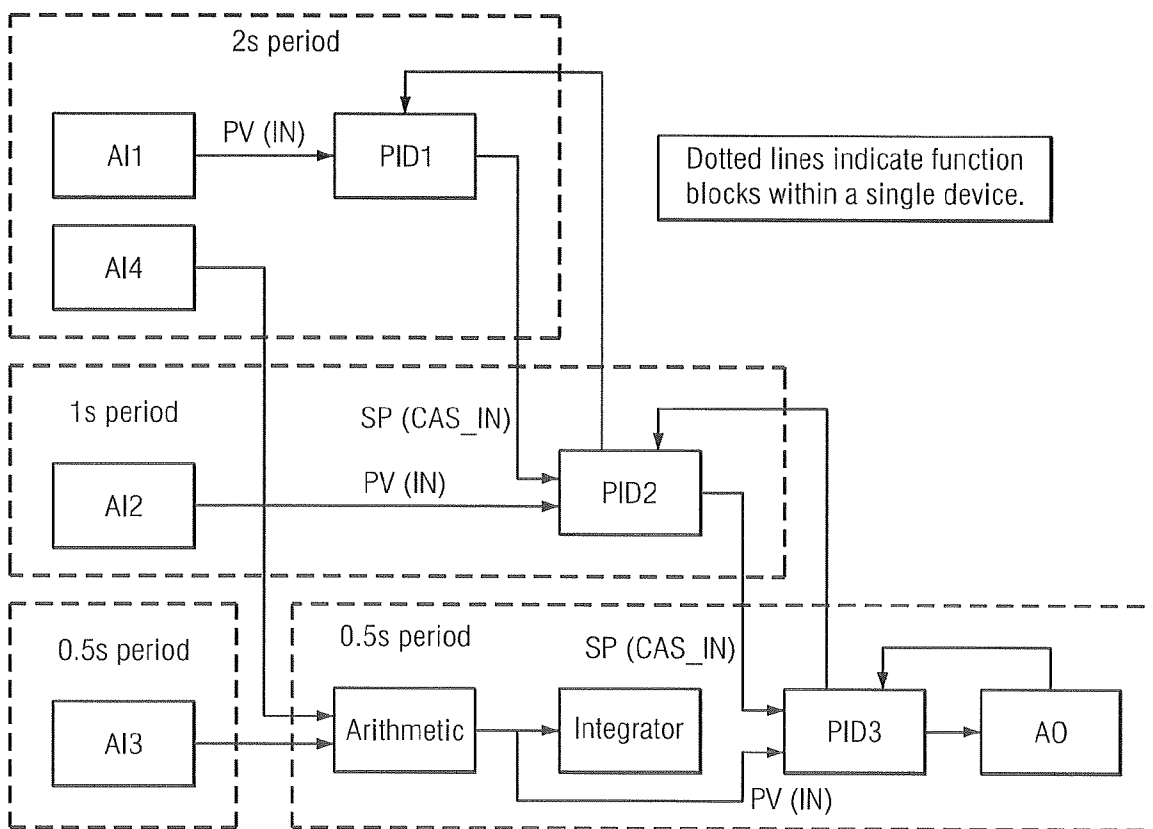 2s period
AI1
PV (IN)
PID1
Dotted lines indicate function
blocks within a single device.
AI4
1s period
SP (CAS_IN)
AI2
PV (IN)
PID2
0.5s period
0.5s period
SP (CAS_IN)
AI3
Arithmetic
Integrator
PID3
AO
PV (IN)